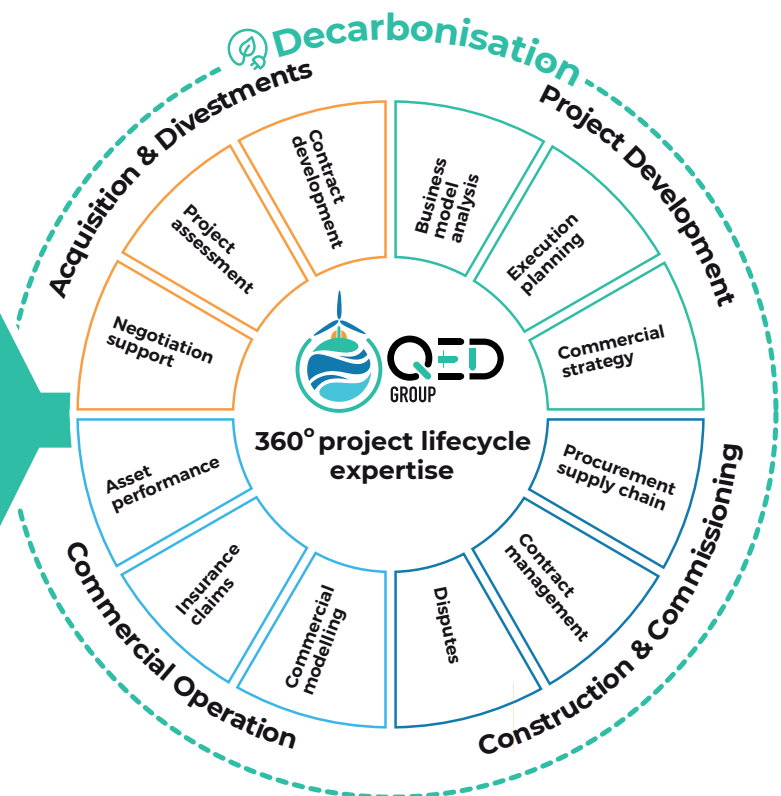 Decarbonisation
Acquisition & Divestments
Project Development
Contract
development
Business
model
analysis
Project
assessment
Execution
planning
Negotiation
support
Commercial
strategy
QED
GROUP
360° project lifecycle
expertise
Asset
performance
Procurement
supply chain
Insurance
claims
Contract
management
Commercial
modelling
Disputes
Commercial Operation
Construction & Commissioning